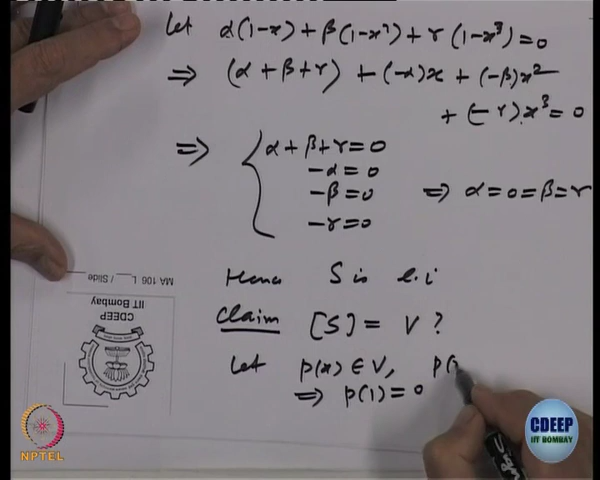 Let α(1-x) + β(1-x²) + γ(1-x³) = 0
⇒ (α + β + γ) + (-α)x + (-β)x²
+ (-γ).x³ = 0
⇒ { α + β + γ = 0
-α = 0
-β = 0 ⇒ α = 0 = β = γ
-γ = 0
Hence S is l.i
Claim [S] = V ?
Let p(x) ∈ V, p(
⇒ p(1) = 0
MA 106 L___ / Slide
CDEEP
IIT Bombay
NPTEL
CDEEP
IIT BOMBAY